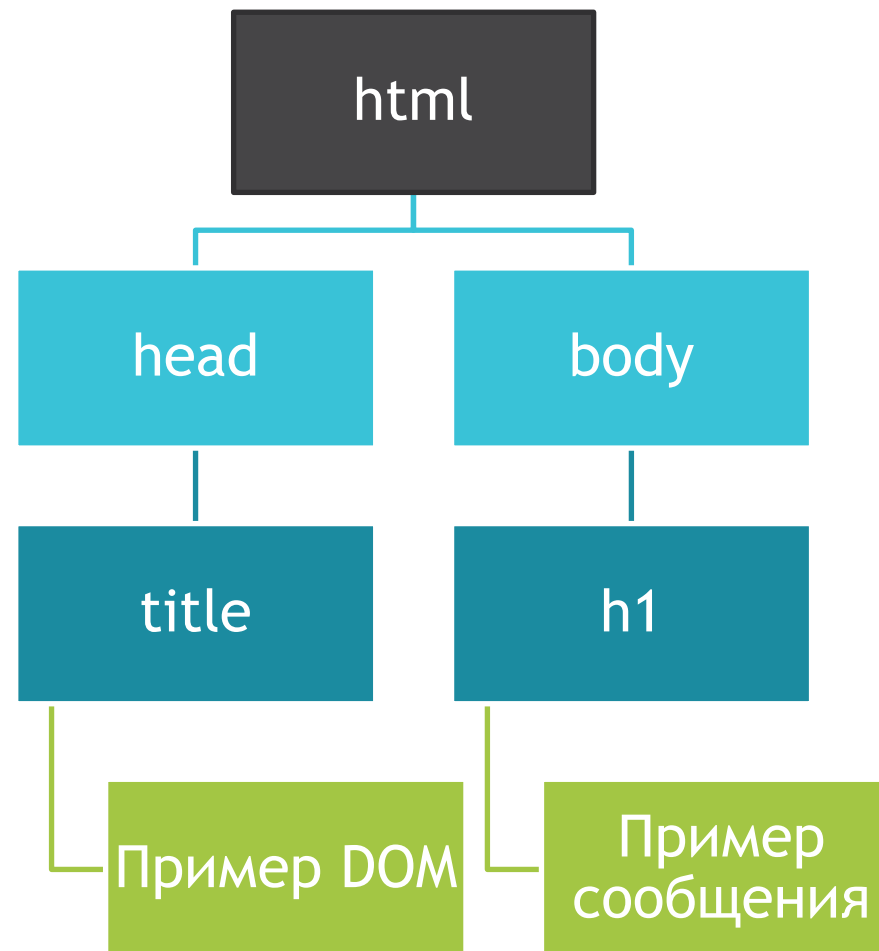 html
head
body
title
h1
Пример DOM
Пример
сообщения